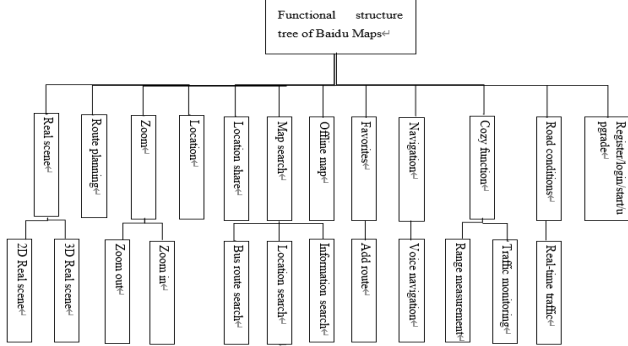 Functional structure
tree of Baidu Maps↵
Real scene↵
Route planning↵
Zoom↵
Location↵
Location share↵
Map search↵
Offline map↵
Favorites↵
Navigation↵
Cozy function↵
Road conditions↵
Register/login/start/u
pgrade↵
2D Real scene↵
3D Real scene↵
Zoom out↵
Zoom in↵
Bus route search↵
Location search↵
Information search↵
Add route↵
Voice navigation↵
Range measurement↵
Traffic monitoring↵
Real-time traffic↵